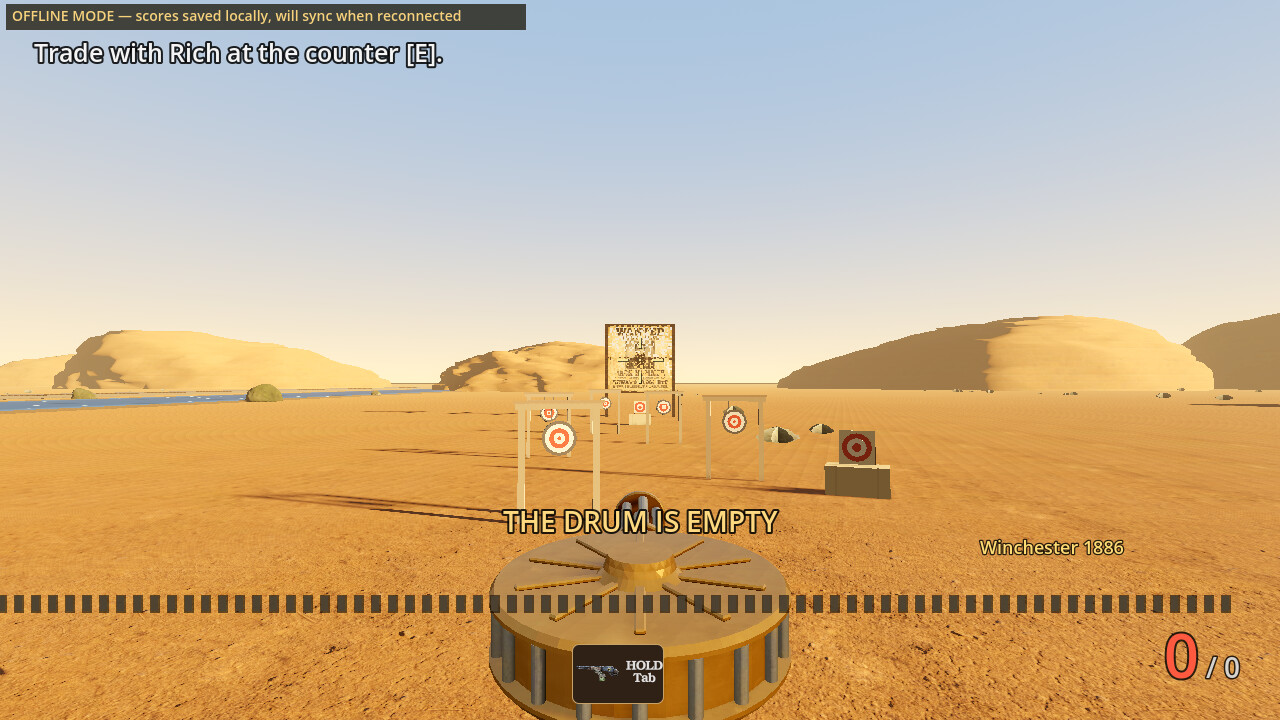 OFFLINE MODE — scores saved locally, will sync when reconnected
Trade with Rich at the counter [E].
WANTED
THE DRUM IS EMPTY
Winchester 1886
HOLD
Tab
0 / 0